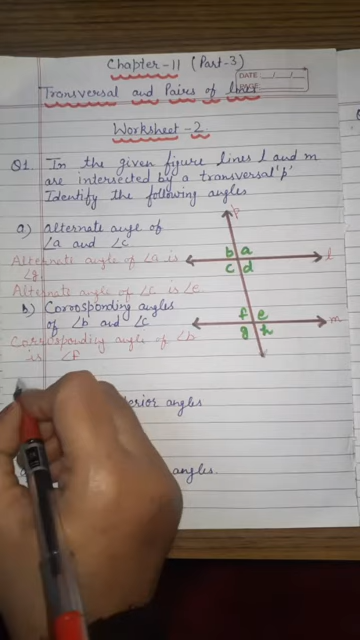 Chapter-11 (Part-3)
DATE
Transversal and Pairs of lines
Worksheet-2
Q1. In the given figure lines l and m
are intersected by a transversal 'p'
Identify the following angles
a) alternate ange of
∠a and ∠c
Alternate angle of ∠a is
∠g.
Alternate angle of ∠c is ∠e.
b) Corrosponding angles
of ∠b and ∠c
Corresponding angle of ∠b
is ∠f
erior angles
angles.
p
b a
l
c d
f e
m
g h